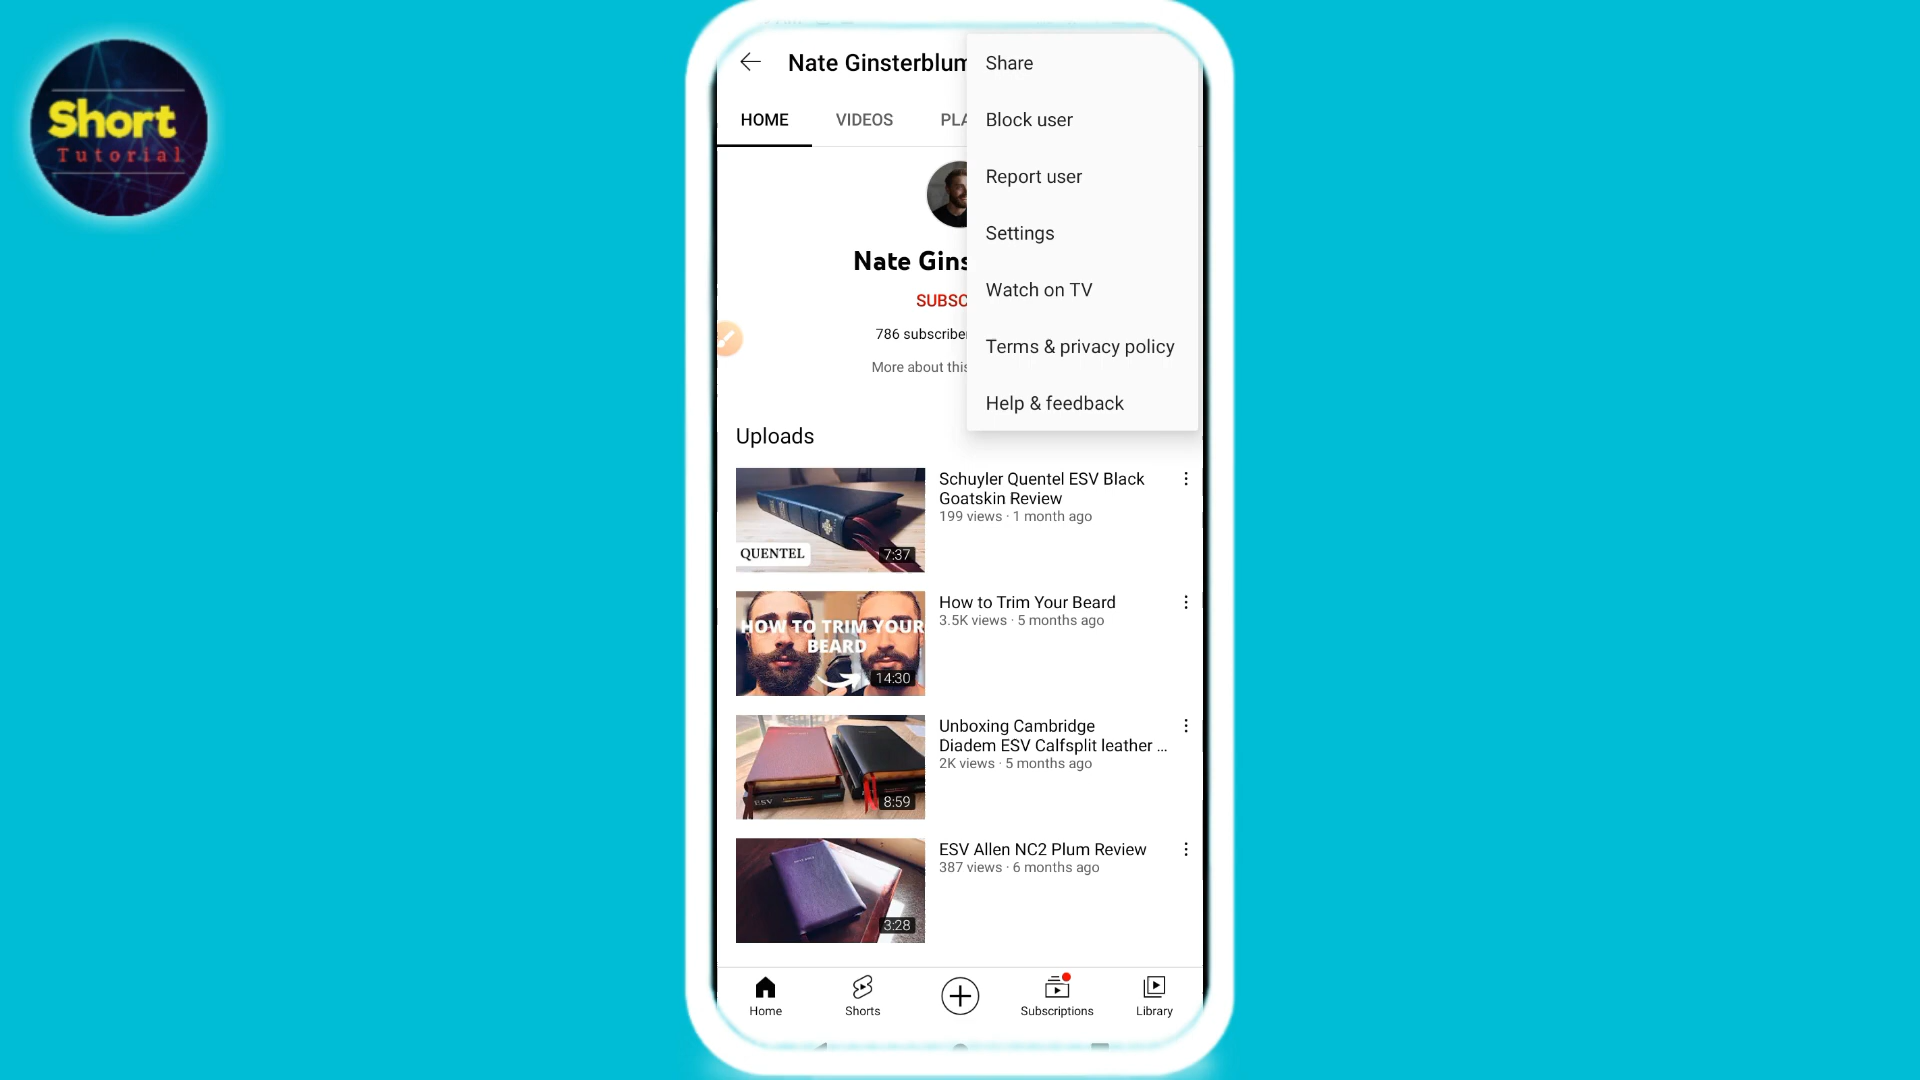 Short
Tutorial
Nate Ginsterblum
HOME
VIDEOS
PLA
Share
Block user
Report user
Settings
Watch on TV
Terms & privacy policy
Help & feedback
Nate Gins
SUBSC
786 subscribe
More about this
Uploads
QUENTEL
7:37
Schuyler Quentel ESV Black
Goatskin Review
199 views · 1 month ago
HOW TO TRIM YOUR
BEARD
14:30
How to Trim Your Beard
3.5K views · 5 months ago
ESV
8:59
Unboxing Cambridge
Diadem ESV Calfsplit leather ...
2K views · 5 months ago
3:28
ESV Allen NC2 Plum Review
387 views · 6 months ago
Home
Shorts
Subscriptions
Library